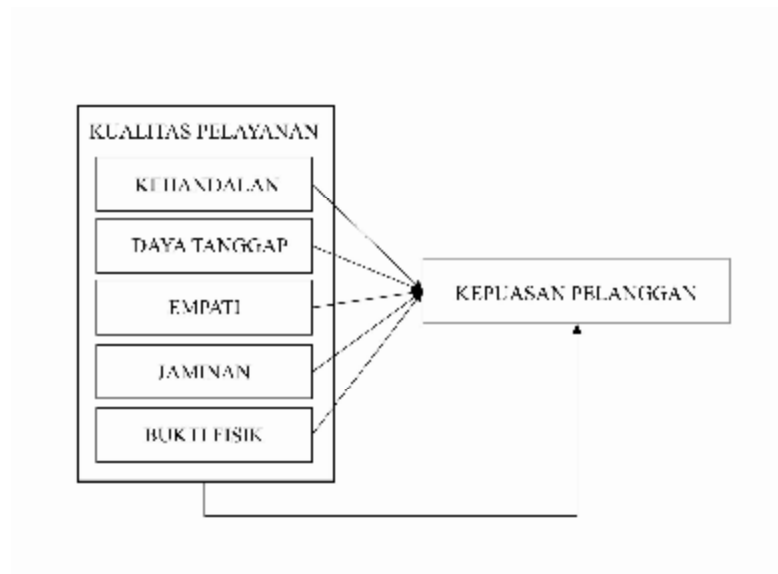 KUALITAS PELAYANAN
KEHANDALAN
DAYA TANGGAP
EMPATI
JAMINAN
BUKTI FISIK
KEPUASAN PELANGGAN